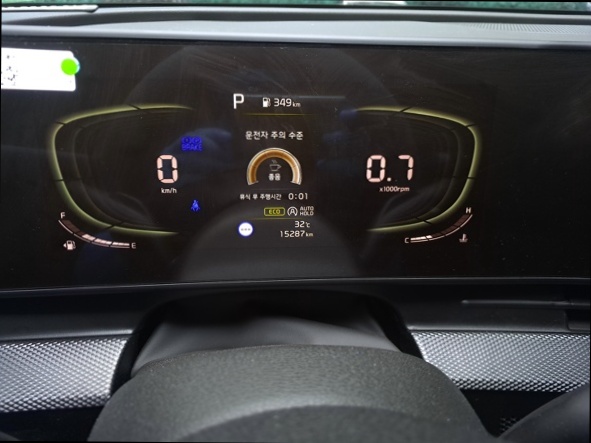 P 349km
운전자 주의 수준
0
km/h
좋음
0.7
x1000rpm
휴식 후 주행시간 0:01
ECO AUTO HOLD
32℃
15287km
F
E
H
C